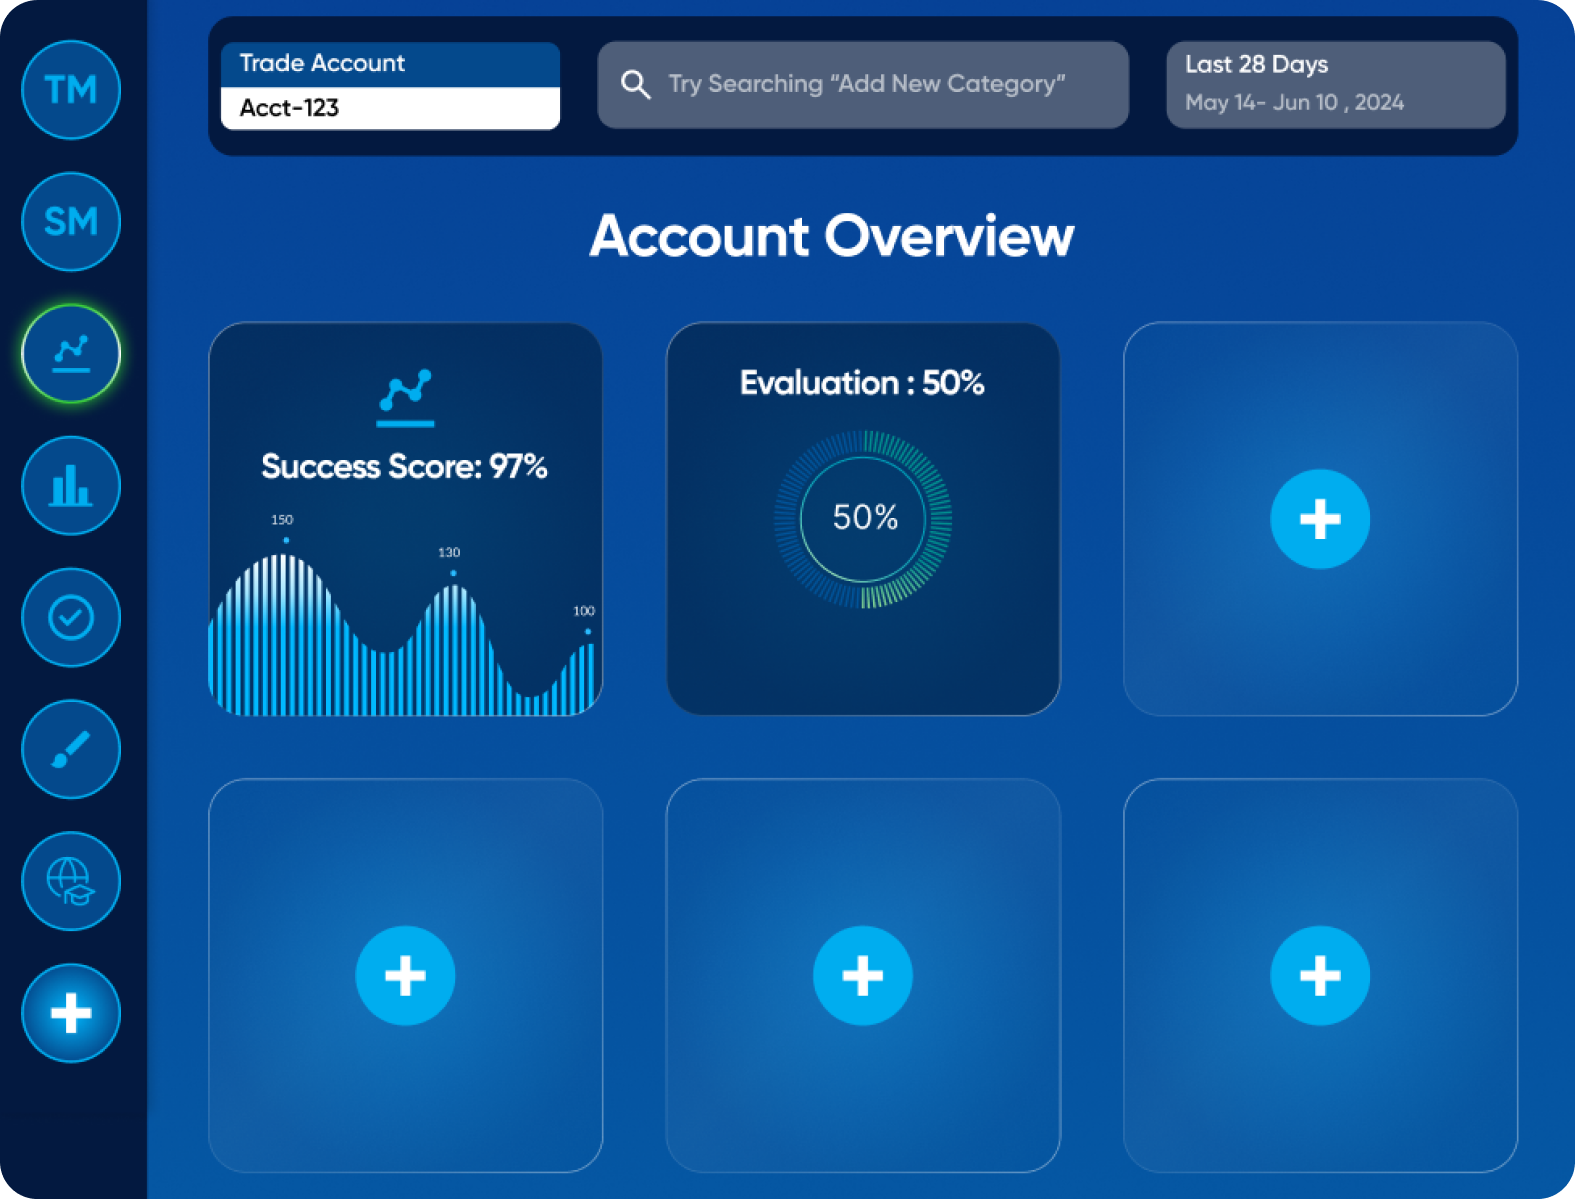 TM
SM
Trade Account
Acct-123
Try Searching “Add New Category”
Last 28 Days
May 14- Jun 10 , 2024
Account Overview
Success Score: 97%
150
130
100
Evaluation : 50%
50%